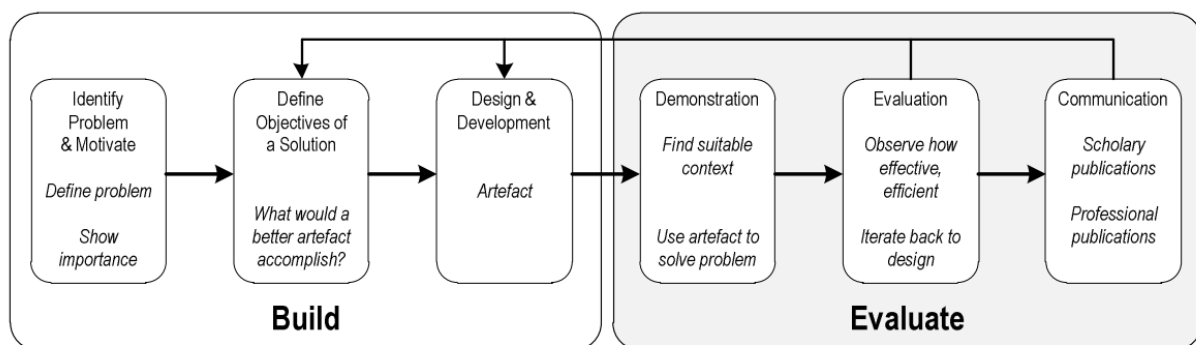 Identify
Problem
& Motivate
Define problem
Show
importance
Define
Objectives of
a Solution
What would a
better artefact
accomplish?
Design &
Development
Artefact
Build
Demonstration
Find suitable
context
Use artefact to
solve problem
Evaluation
Observe how
effective,
efficient
Iterate back to
design
Communication
Scholary
publications
Professional
publications
Evaluate